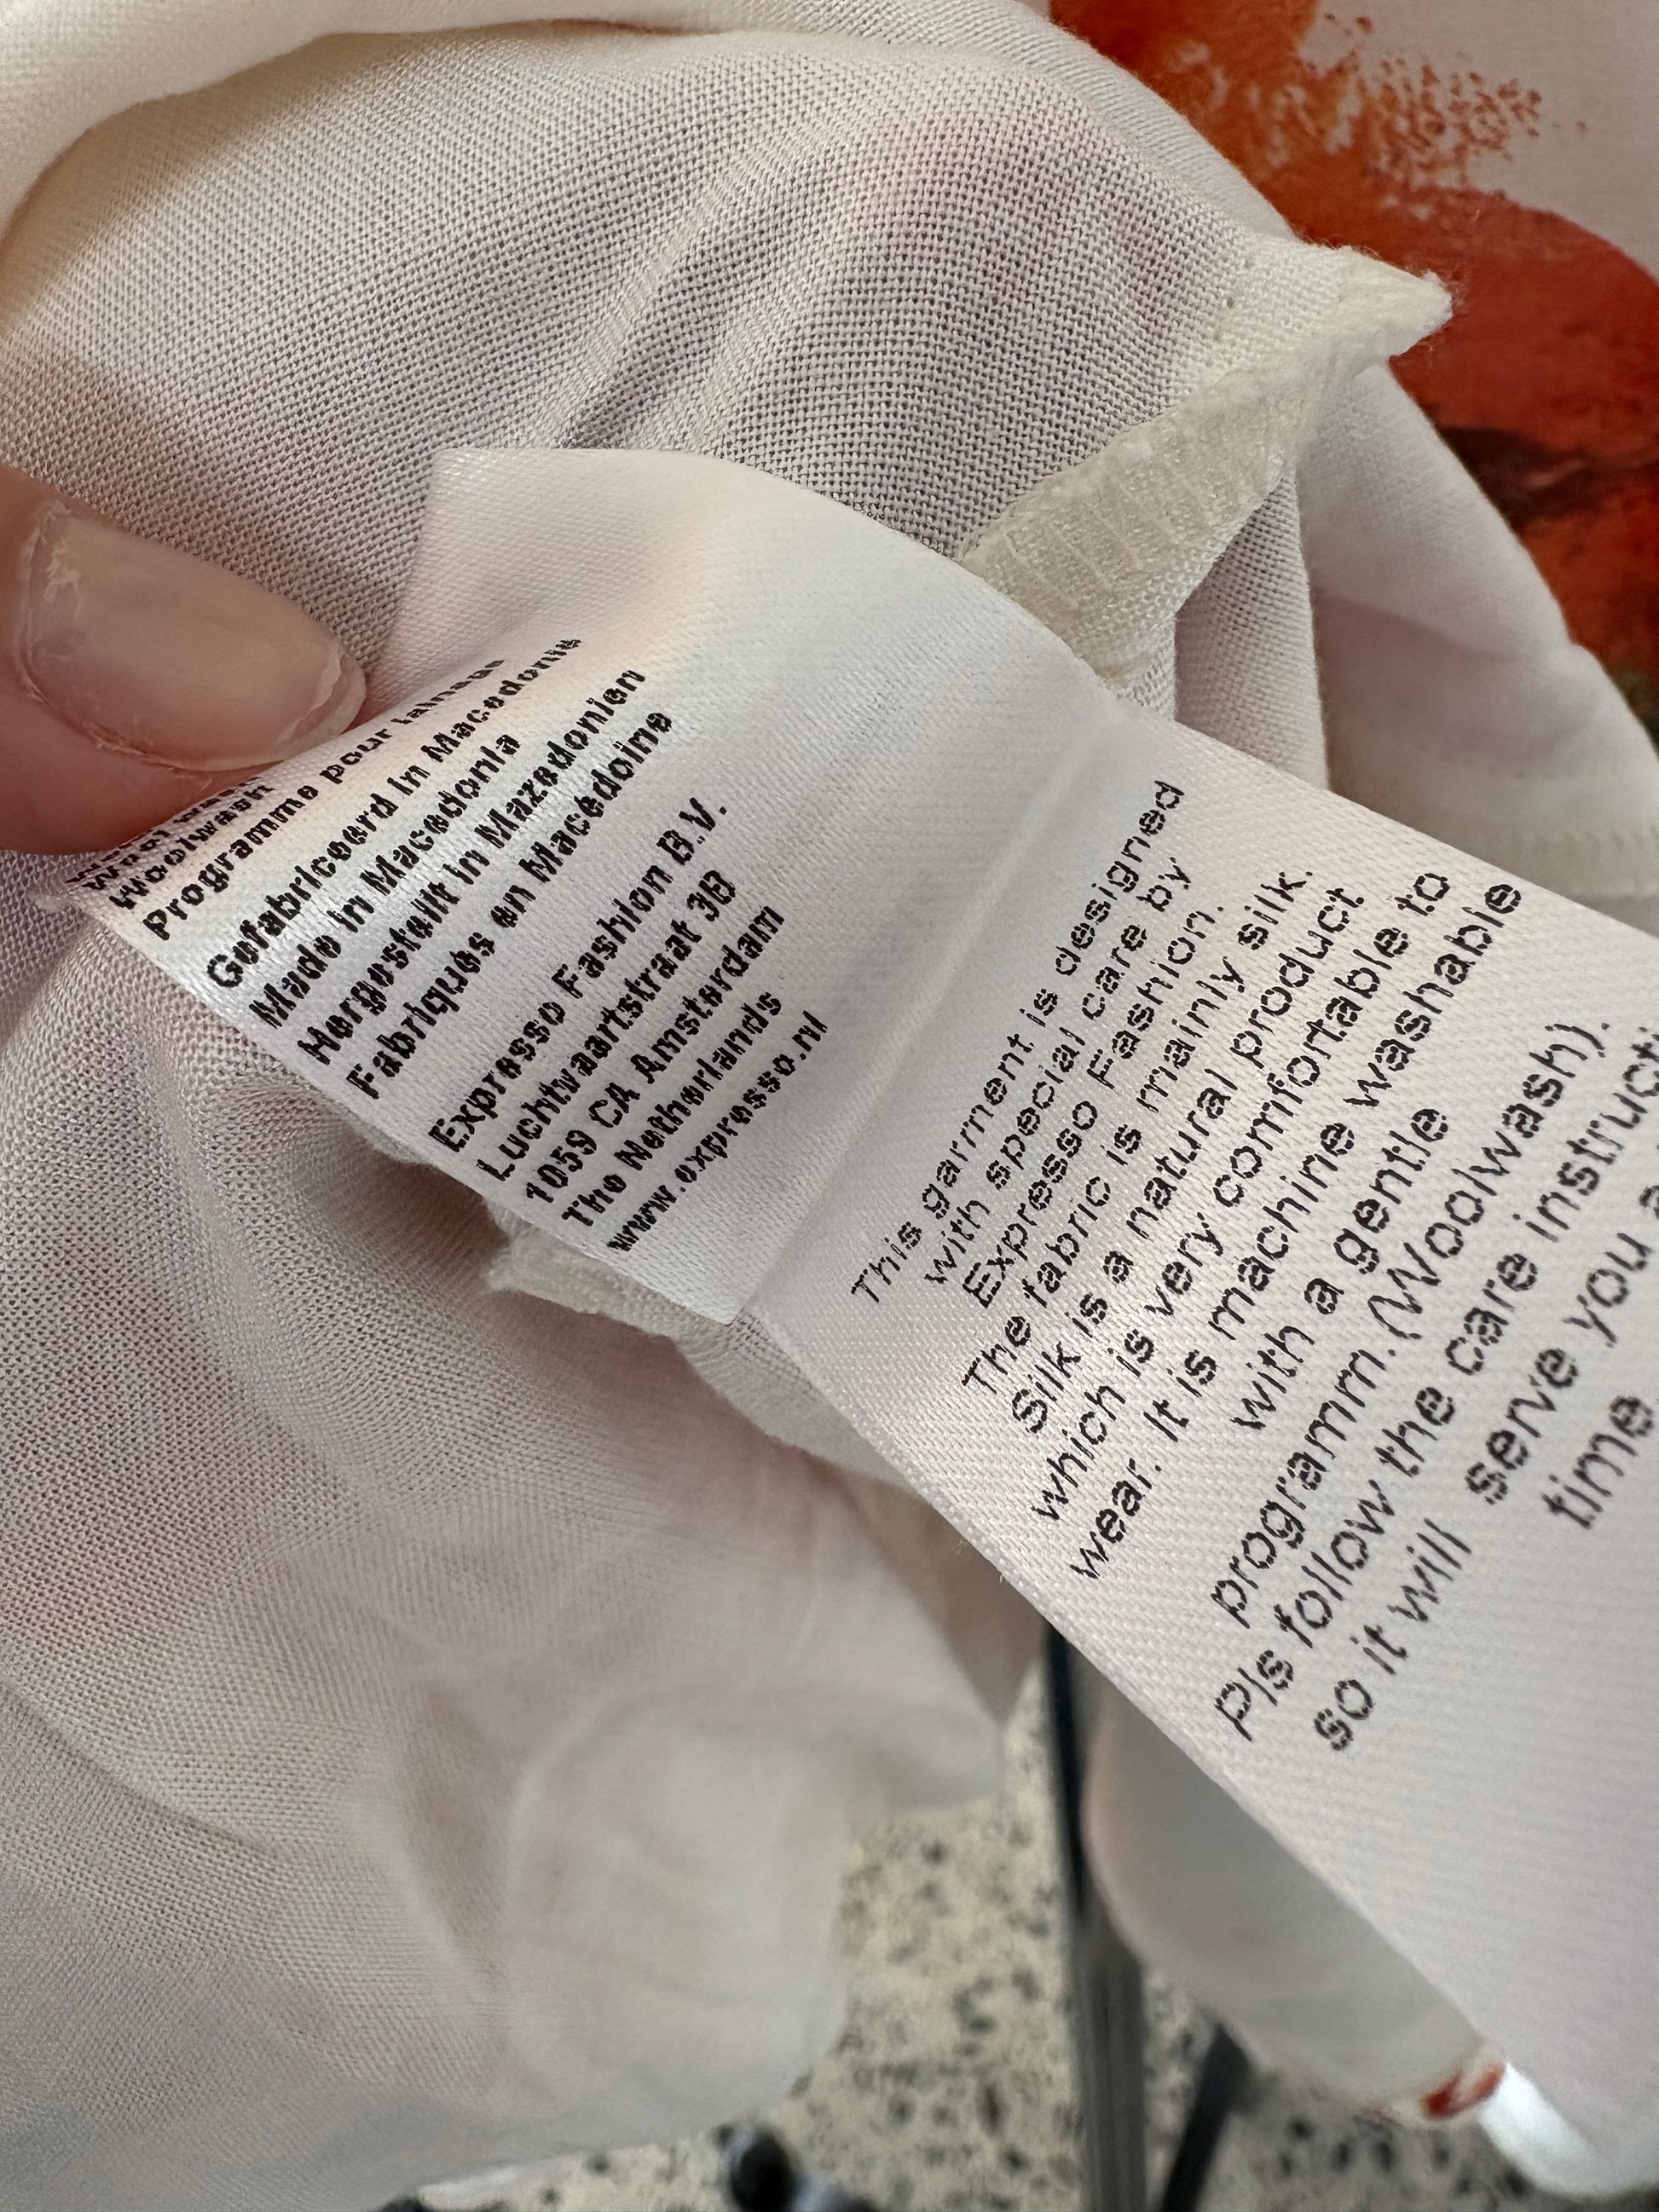 Woolwash
Programme pour lainage
Gefabriceerd in Macedonie
Made in Macedonia
Hergestellt in Mazedonien
Fabriques en Macedoine
Expresso Fashion B.V.
Luchtvaartstraat 3B
1059 CA Amsterdam
The Netherlands
www.expresso.nl
This garment is designed
with special care by
Expresso Fashion.
The fabric is mainly silk.
Silk is a natural product
which is very comfortable to
wear. It is machine washable
with a gentle
programm.(Woolwash).
Pls follow the care
so it will serve you
time